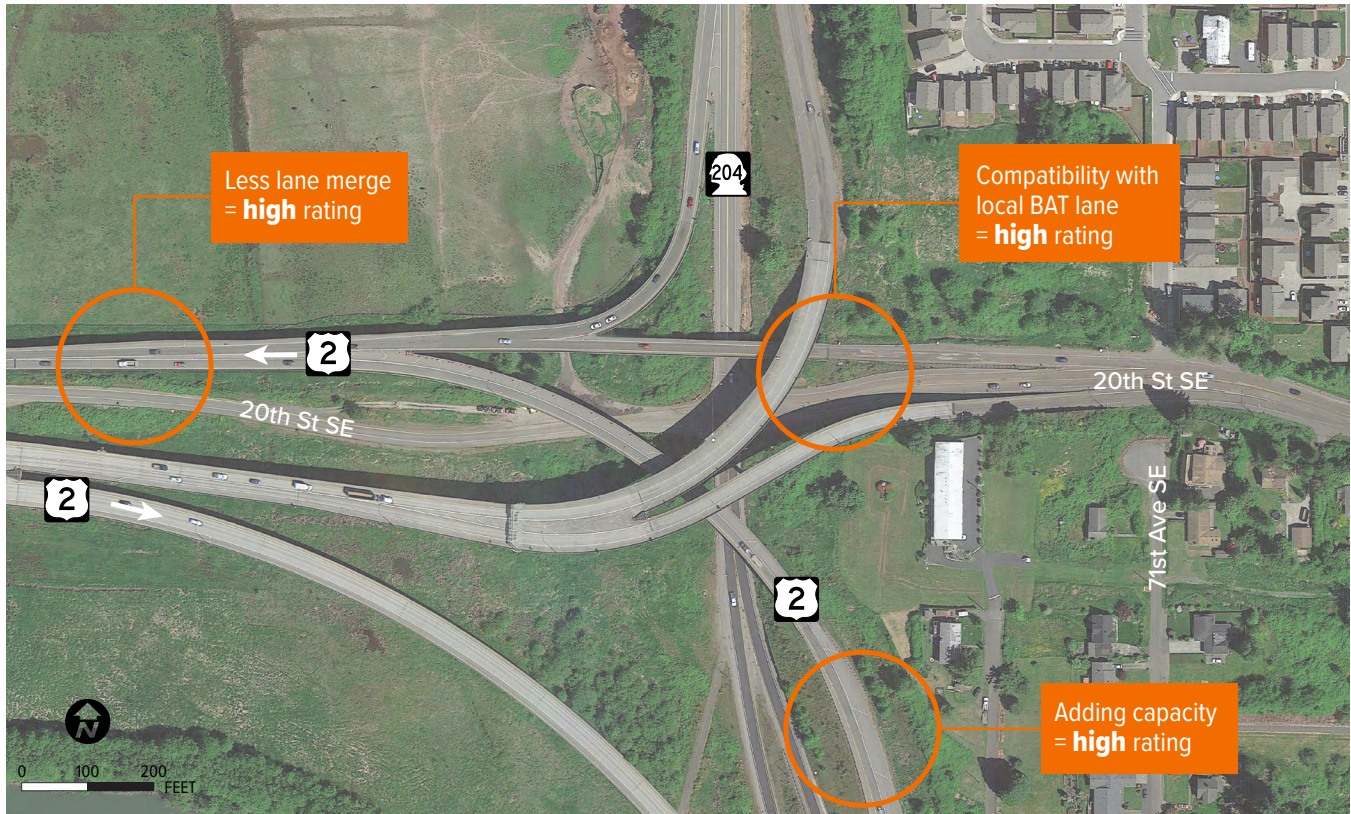 Less lane merge
= high rating
204
Compatibility with
local BAT lane
= high rating
2
20th St SE
20th St SE
2
71st Ave SE
2
Adding capacity
= high rating
N
0 100 200
FEET